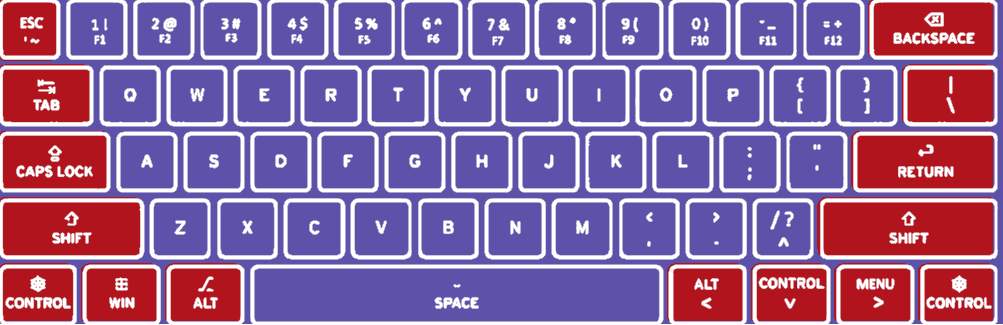 ESC 1 ! 2 @ 3 # 4 $ 5 % 6 ^ 7 & 8 * 9 ( 0 ) - _ = +
' ~ F1 F2 F3 F4 F5 F6 F7 F8 F9 F10 F11 F12 BACKSPACE
TAB Q W E R T Y U I O P { [ } ] | \
CAPS LOCK A S D F G H J K L : ; " ' RETURN
SHIFT Z X C V B N M < , > . / ? ^ SHIFT
CONTROL WIN ALT SPACE ALT < CONTROL v MENU > CONTROL